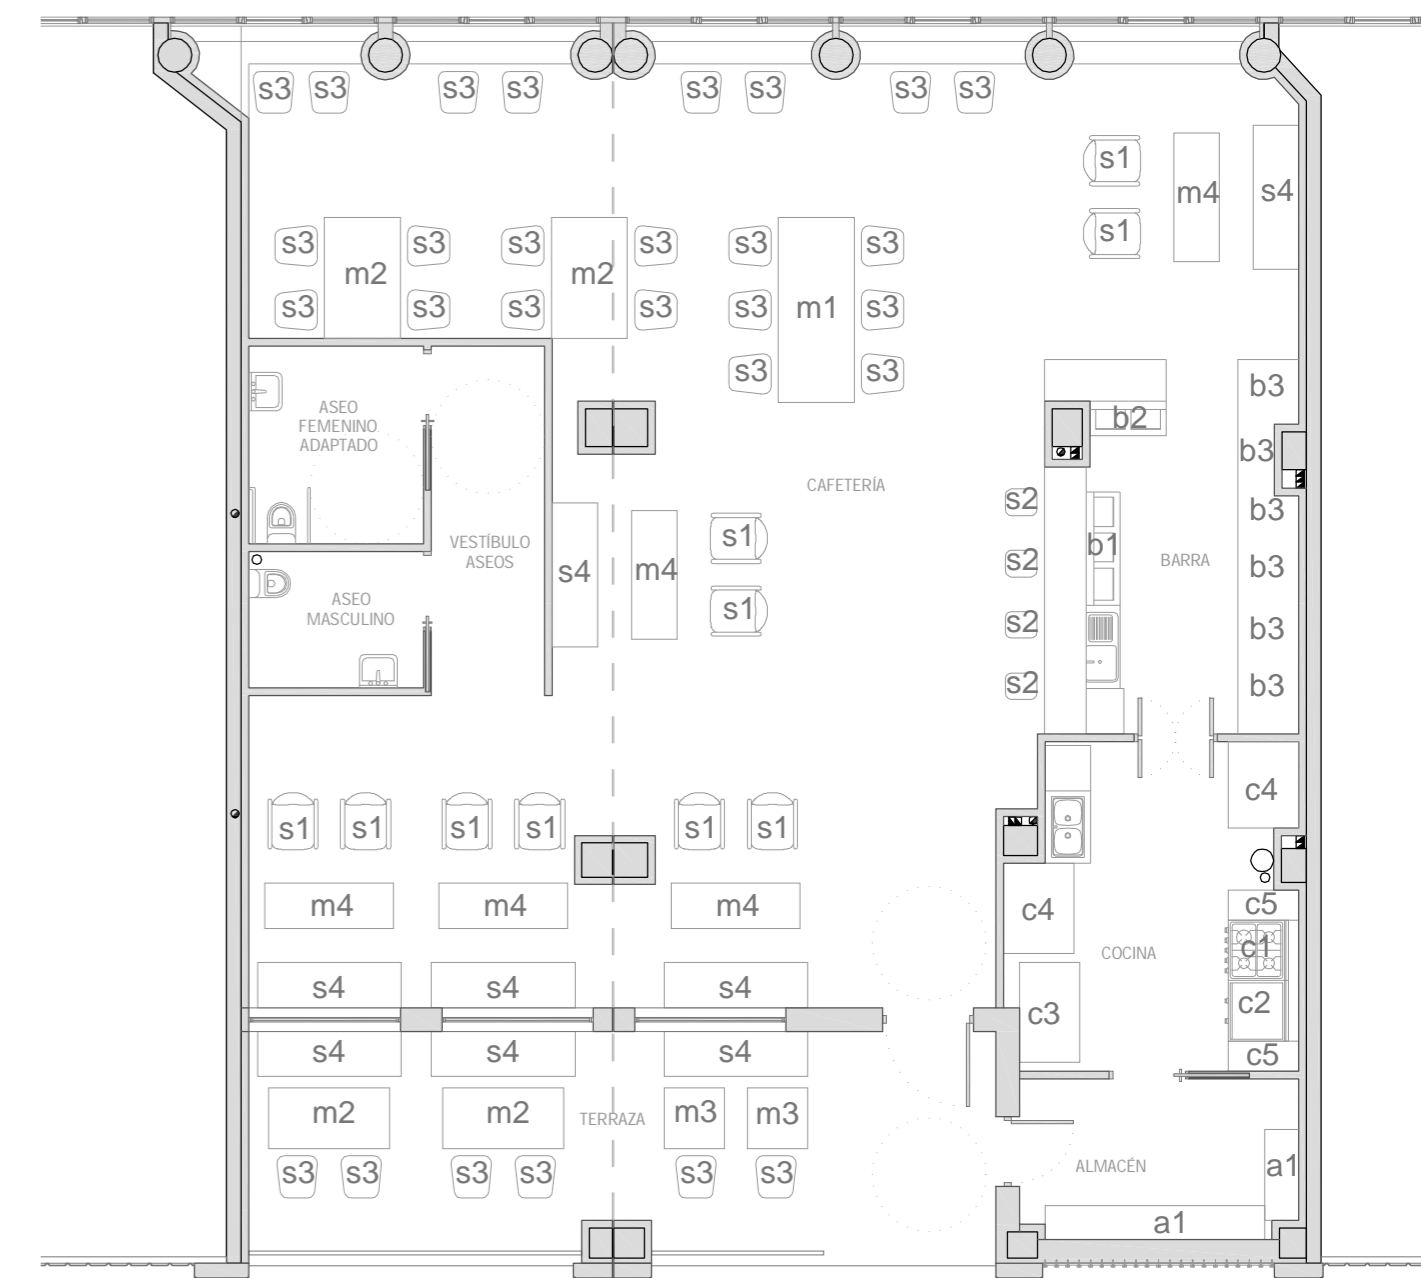 s3 s3 s3 s3 s3 s3 s3 s3
s1 m4 s4
s1
s3 m2 s3 s3 m2 s3 s3 m1 s3
s3 s3 s3 s3 s3 s3
s3 s3
b3
b2
b3
ASEO
FEMENINO
ADAPTADO
CAFETERÍA
s2 b3
VESTÍBULO
ASEOS
s4 m4 s1
s1
b1
s2 BARRA b3
ASEO
MASCULINO
s2 b3
s2 b3
c4
s1 s1 s1 s1 s1 s1
m4 m4 m4
c4 c5
COCINA c1
s4 s4 s4
c3 c2
s4 s4 s4
c5
m2 m2 TERRAZA m3 m3
s3 s3 s3 s3 s3 s3
ALMACÉN a1
a1